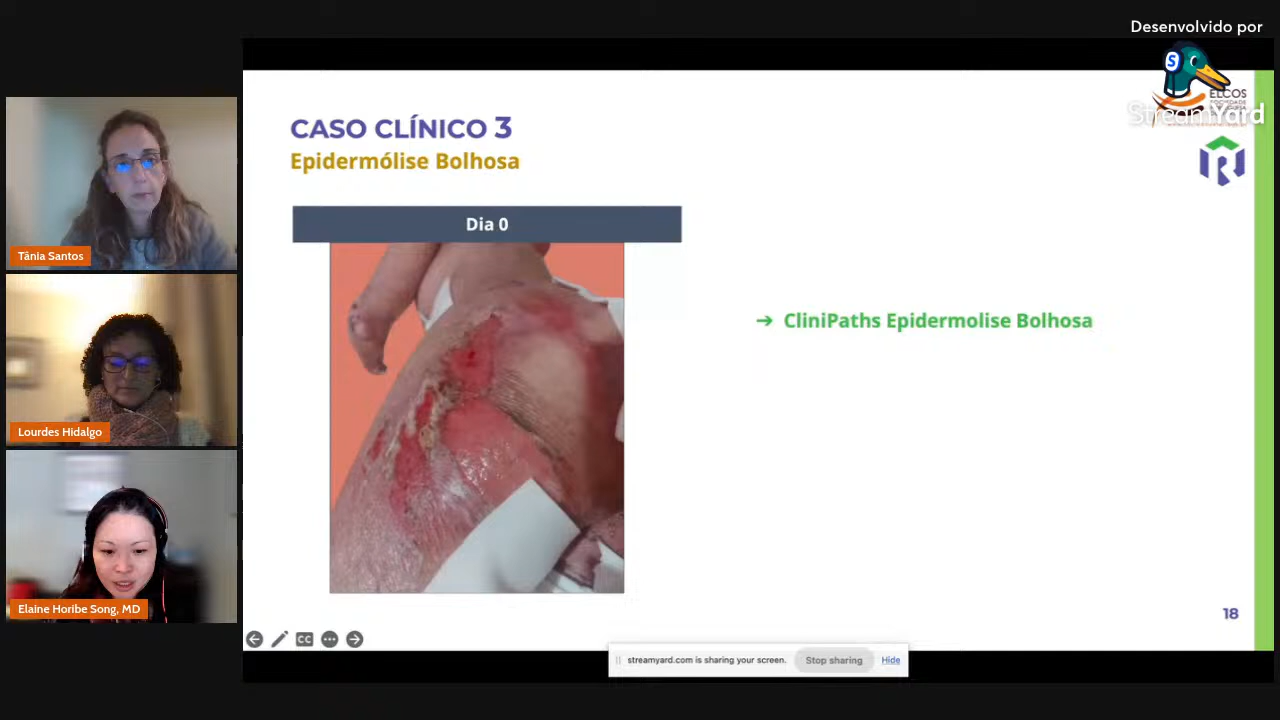 Desenvolvido por
StreamYard
ELCOS
CASO CLÍNICO 3
Epidermólise Bolhosa
Dia 0
➔ CliniPaths Epidermolise Bolhosa
Tânia Santos
Lourdes Hidalgo
Elaine Horibe Song, MD
18
CC
streamyard.com is sharing your screen.
Stop sharing
Hide